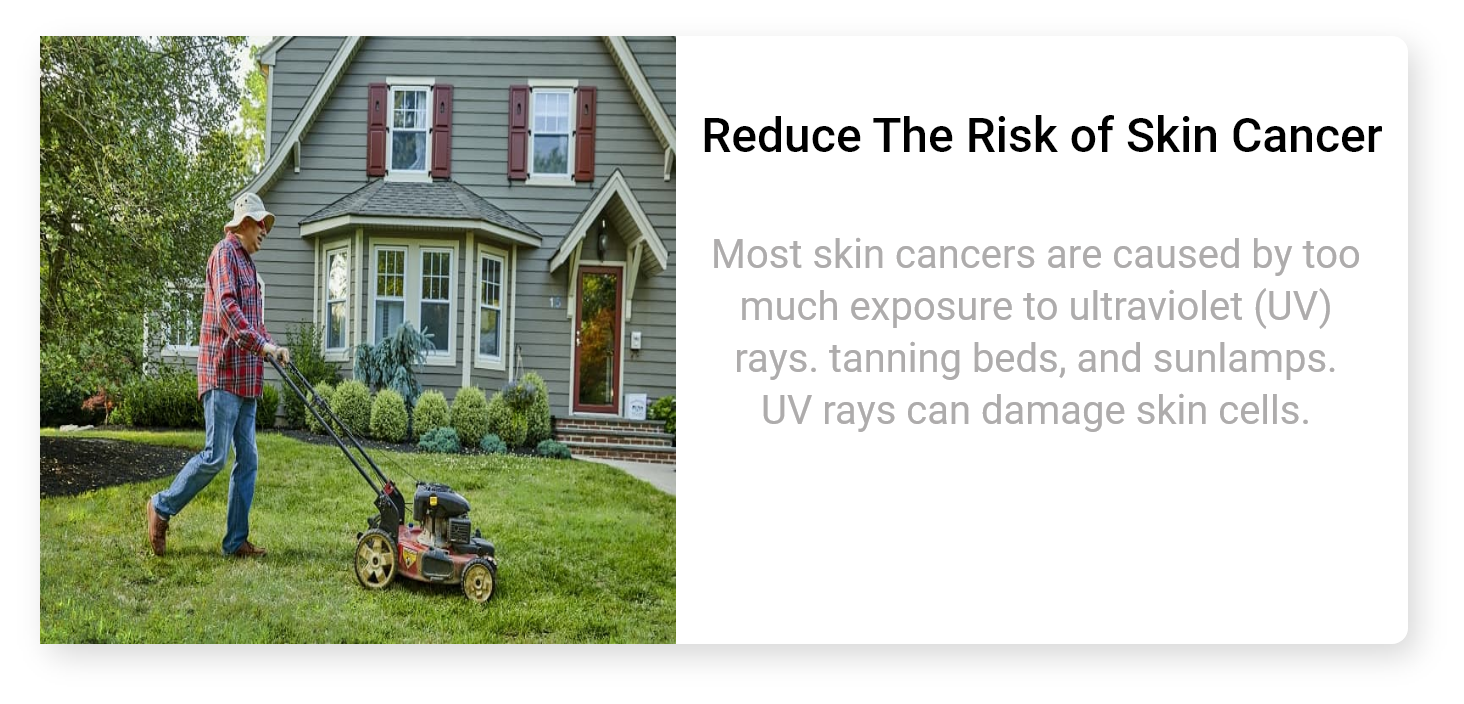 Reduce The Risk of Skin Cancer
Most skin cancers are caused by too
much exposure to ultraviolet (UV)
rays. tanning beds, and sunlamps.
UV rays can damage skin cells.